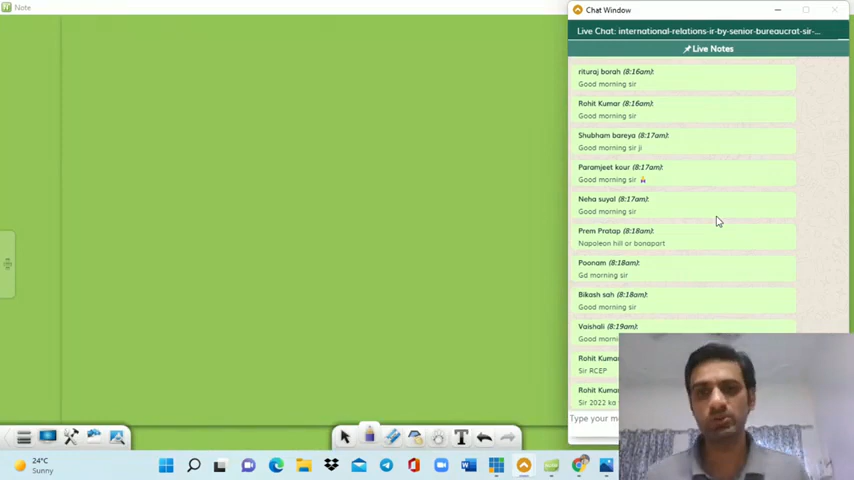 Note
Chat Window
Live Chat: international-relations-ir-by-senior-bureaucrat-sir-...
Live Notes
rituraj borah (8:16am):
Good morning sir
Rohit Kumar (8:16am):
Good morning sir
Shubham bareya (8:17am):
Good morning sir ji
Paramjeet kour (8:17am):
Good morning sir
Neha suyal (8:17am):
Good morning sir
Prem Pratap (8:18am):
Napoleon hill or bonapart
Poonam (8:18am):
Gd morning sir
Bikash sah (8:18am):
Good morning sir
Vaishali (8:19am):
Good
Rohit Kumar
Sir RCEP
Rohit Kumar
Sir 2022 ka
Type your
24°C
Sunny